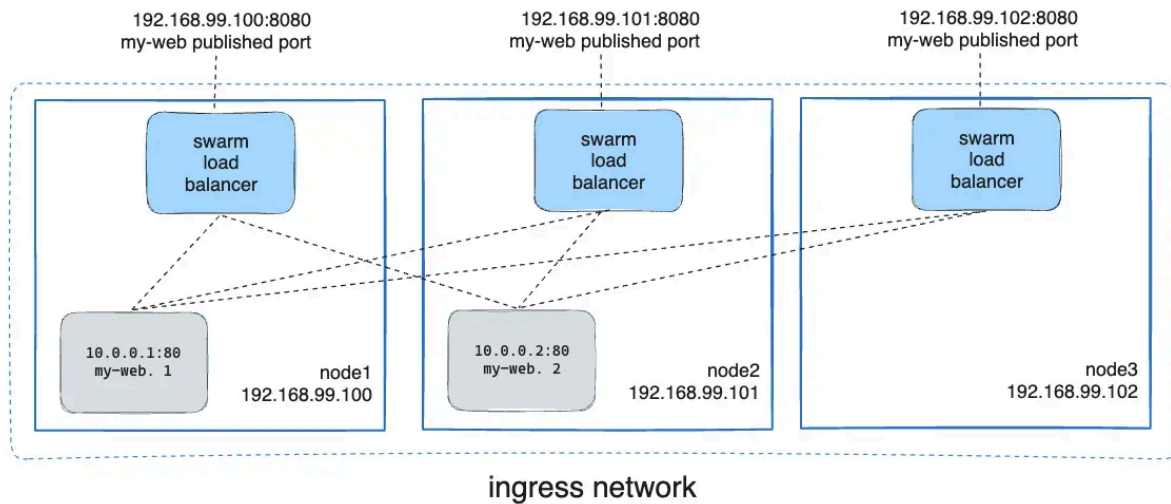 192.168.99.100:8080
my-web published port
192.168.99.101:8080
my-web published port
192.168.99.102:8080
my-web published port
swarm
load
balancer
swarm
load
balancer
swarm
load
balancer
10.0.0.1:80
my-web. 1
node1
192.168.99.100
10.0.0.2:80
my-web. 2
node2
192.168.99.101
node3
192.168.99.102
ingress network